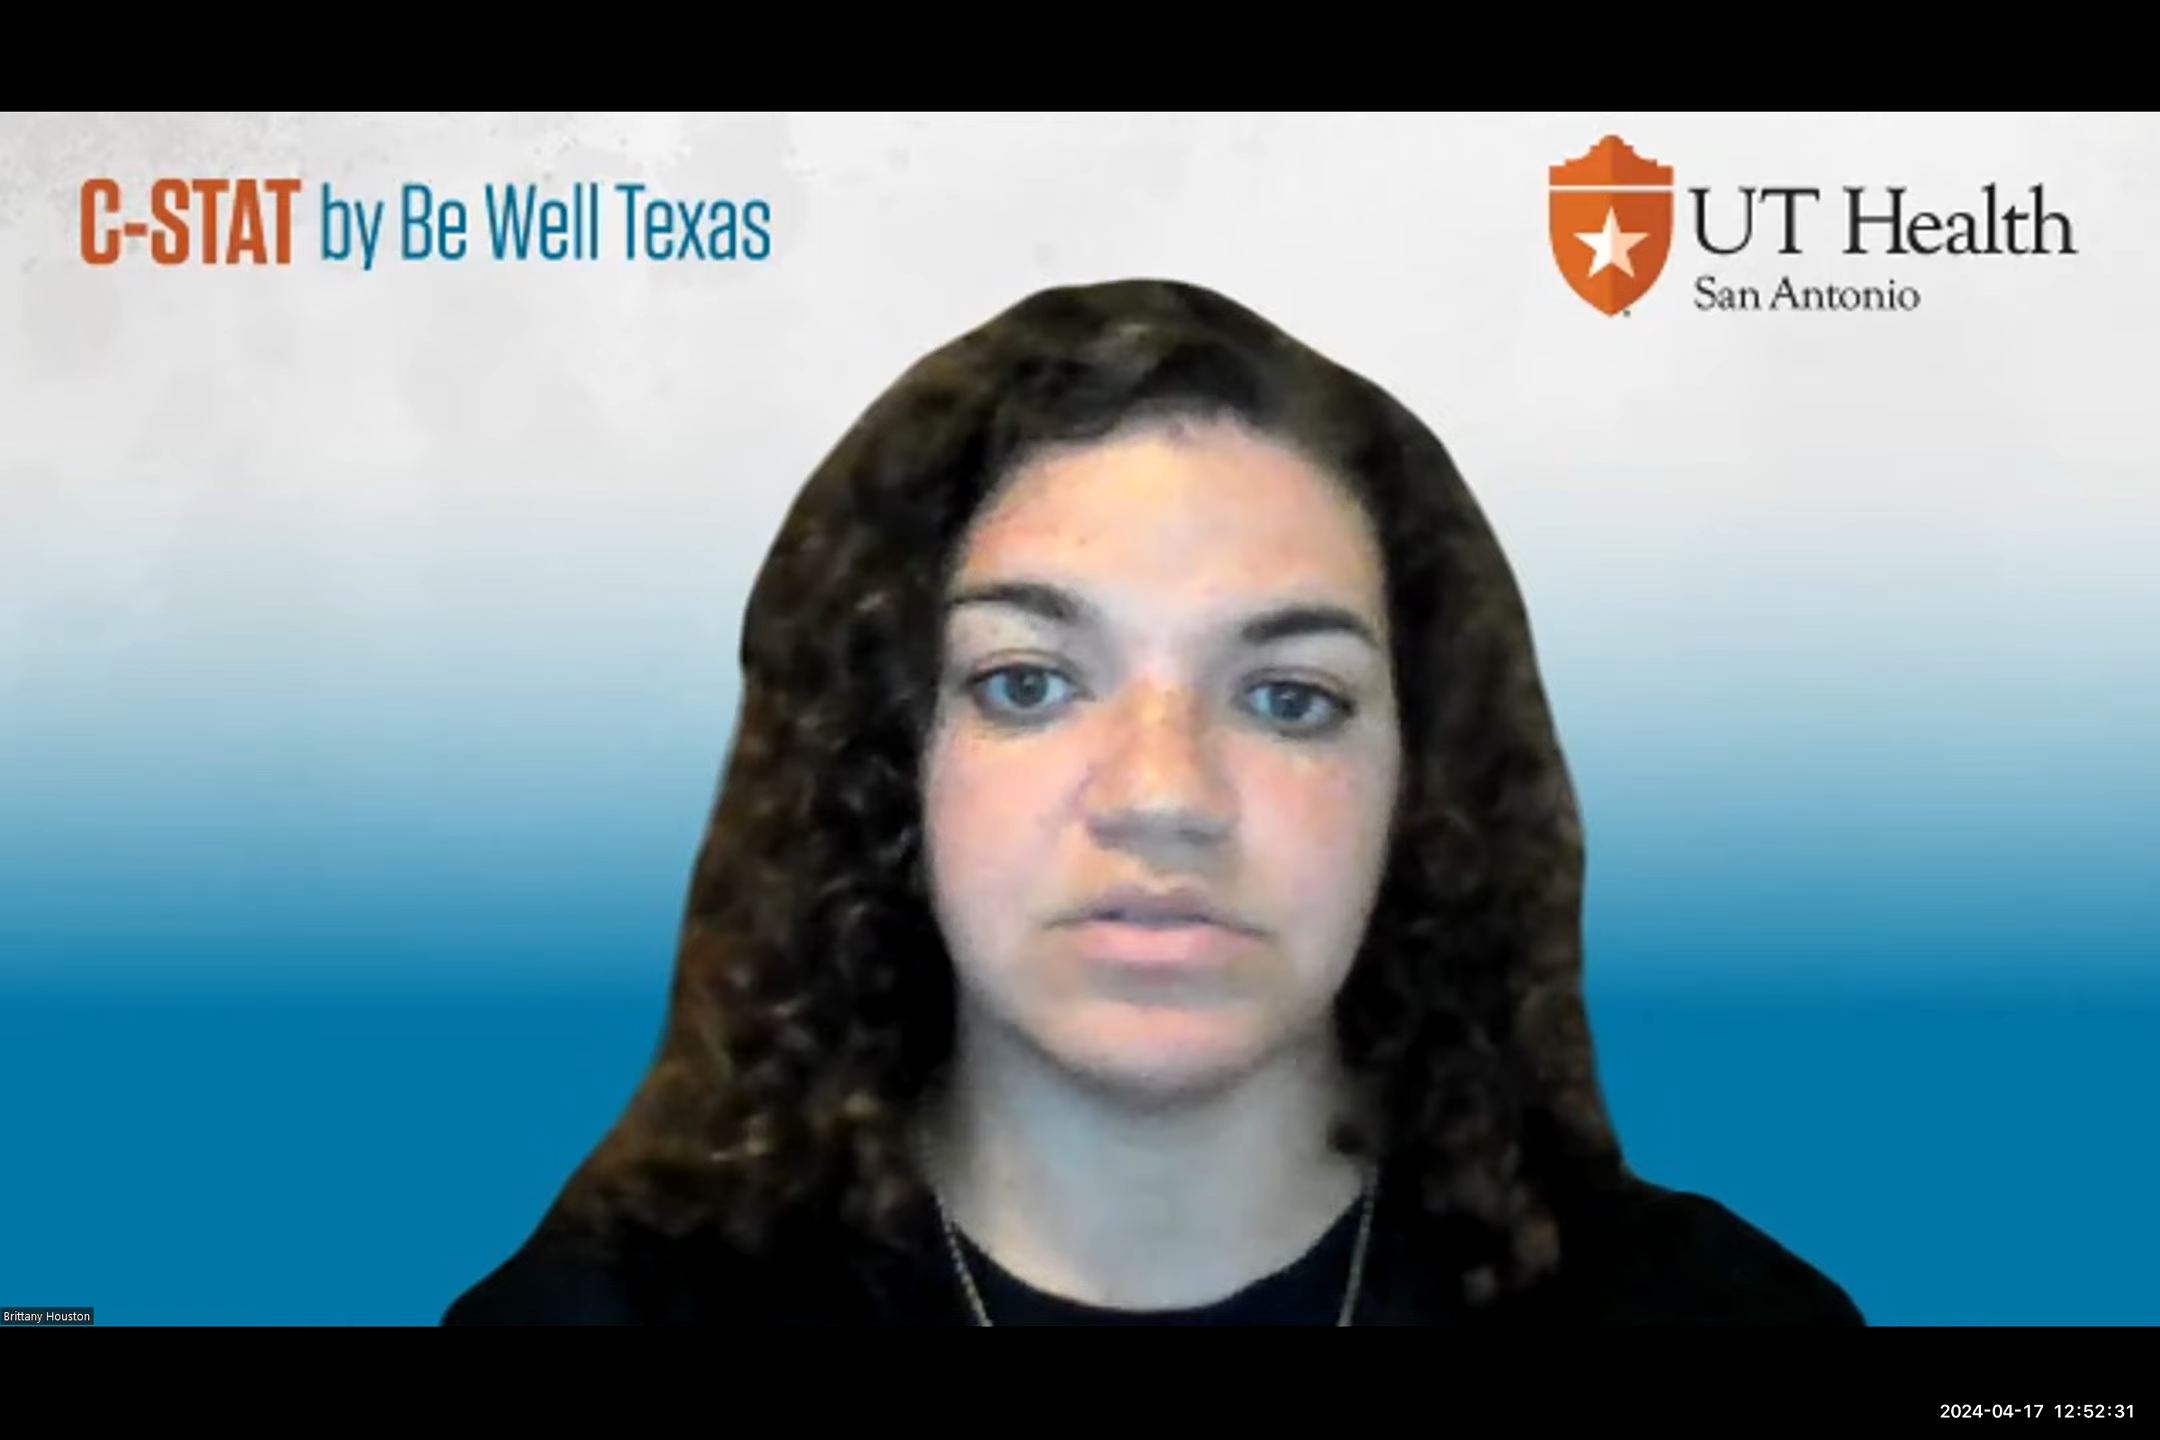 C-STAT by Be Well Texas
UT Health
San Antonio
Brittany Houston
2024-04-17 12:52:31